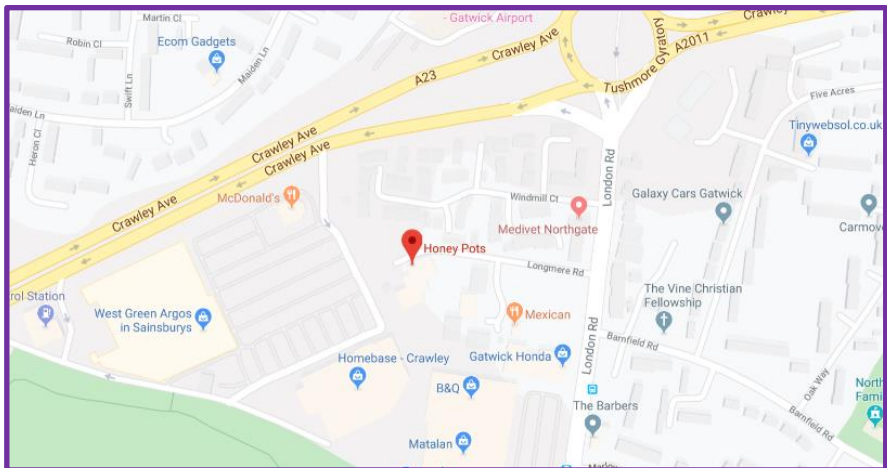 Martin Cl
- Gatwick Airport
Crawley
Robin Cl
Ecom Gadgets
Crawley Ave
A2011
Swift Ln
Maiden Ln
A23
Tushmore Gyratory
Five Acres
aiden Ln
Heron Cl
Tinywebsol.co.uk
Crawley Ave
Crawley Ave
London Rd
Crawley Ave
McDonald's
Windmill Ct
Galaxy Cars Gatwick
Medivet Northgate
Carmove
Honey Pots
Longmere Rd
rol Station
The Vine Christian
Fellowship
West Green Argos
in Sainsburys
Mexican
London Rd
Barnfield Rd
Homebase - Crawley
Gatwick Honda
Oak Way
B&Q
North
Fami
The Barbers
Barnfield Rd
Matalan